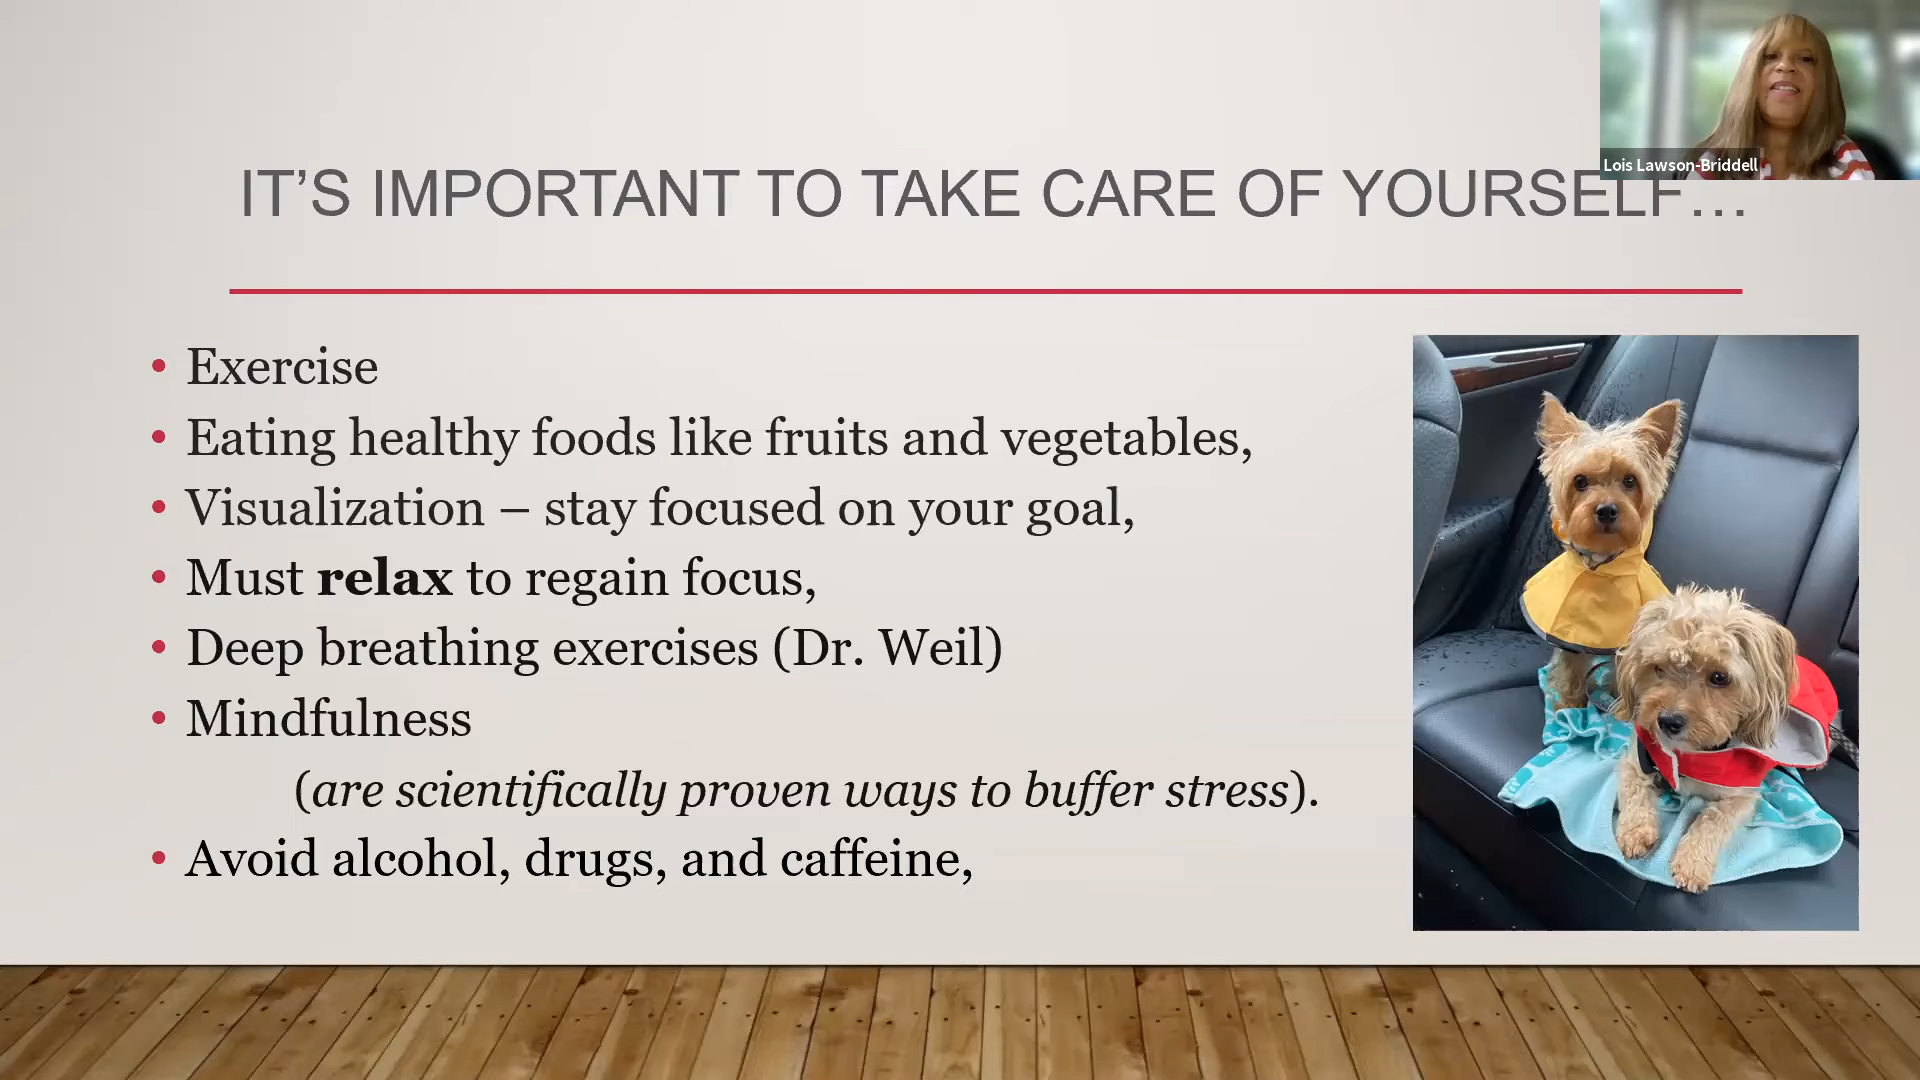 Lois Lawson-Briddell
IT’S IMPORTANT TO TAKE CARE OF YOURSELF…
• Exercise
• Eating healthy foods like fruits and vegetables,
• Visualization – stay focused on your goal,
• Must relax to regain focus,
• Deep breathing exercises (Dr. Weil)
• Mindfulness
(are scientifically proven ways to buffer stress).
• Avoid alcohol, drugs, and caffeine,